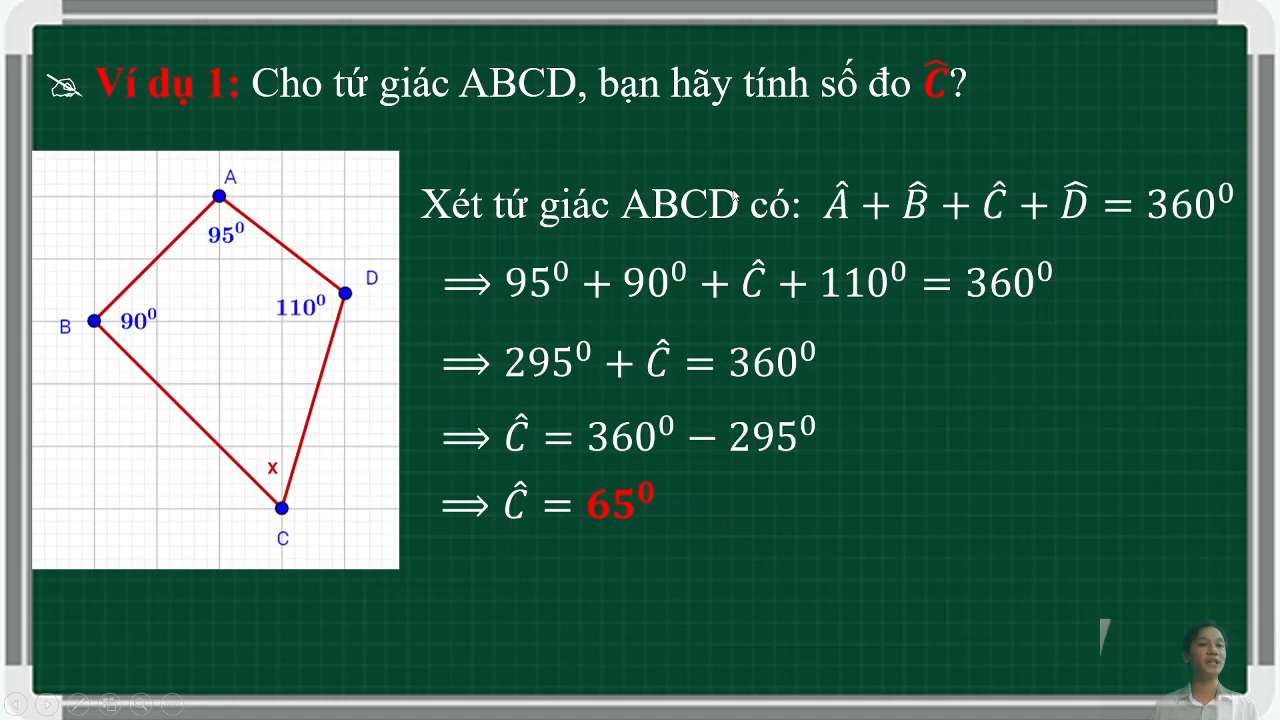 Ví dụ 1: Cho tứ giác ABCD, bạn hãy tính số đo Ĉ?
A
95⁰
D
110⁰
B
90⁰
x
C
Xét tứ giác ABCD có: Â + B̂ + Ĉ + D̂ = 360⁰
⟹ 95⁰ + 90⁰ + Ĉ + 110⁰ = 360⁰
⟹ 295⁰ + Ĉ = 360⁰
⟹ Ĉ = 360⁰ − 295⁰
⟹ Ĉ = 65⁰